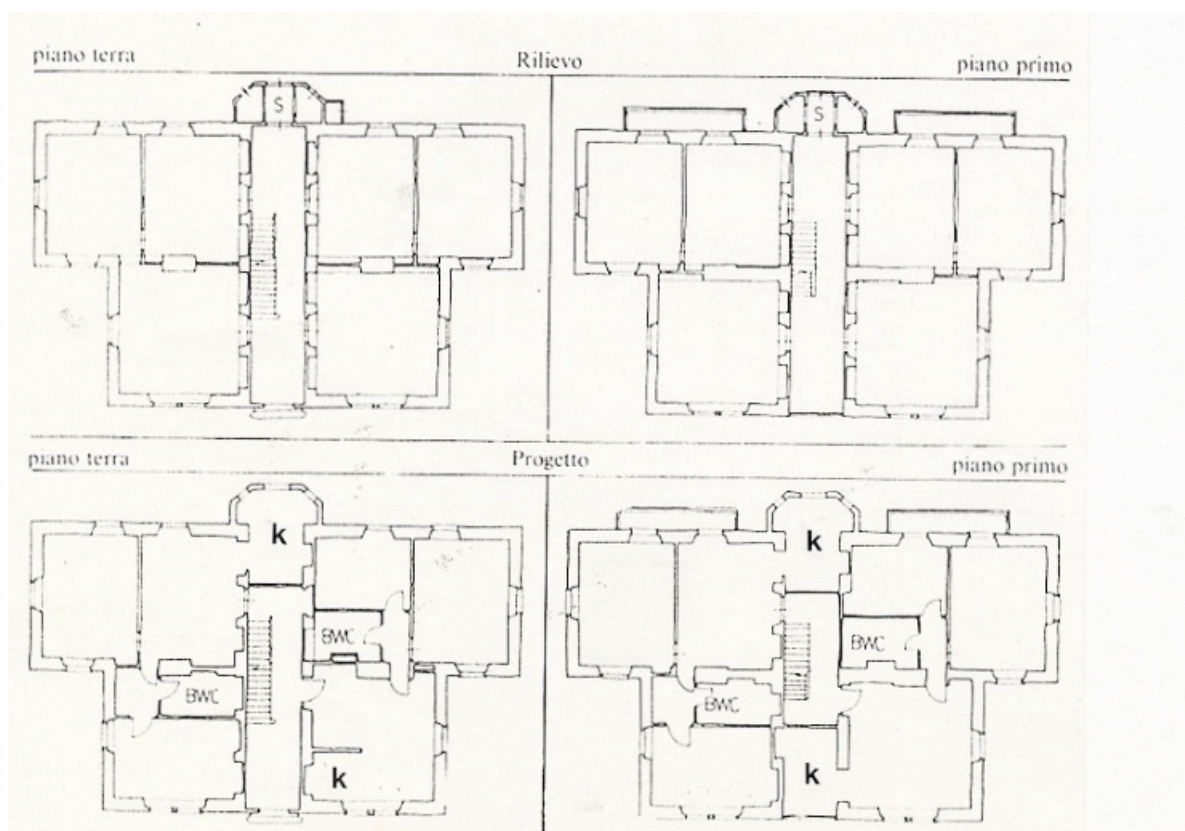 piano terra Rilievo piano primo
S S
piano terra Progetto piano primo
k k
BWC BWC
BWC BWC
k k